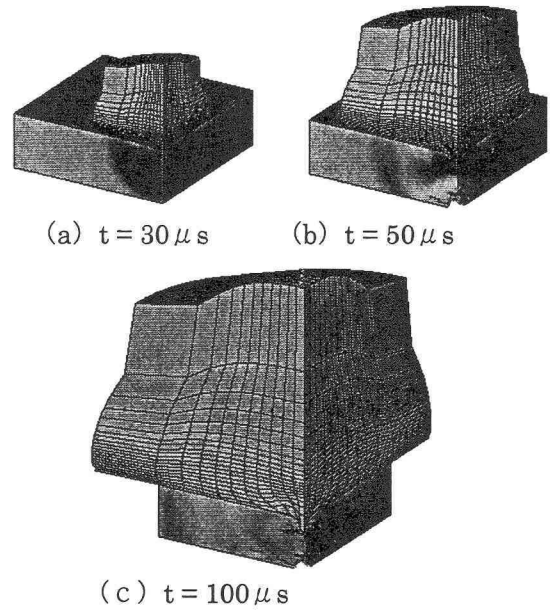 (a) t = 30 μ s
(b) t = 50 μ s
(c) t = 100 μ s